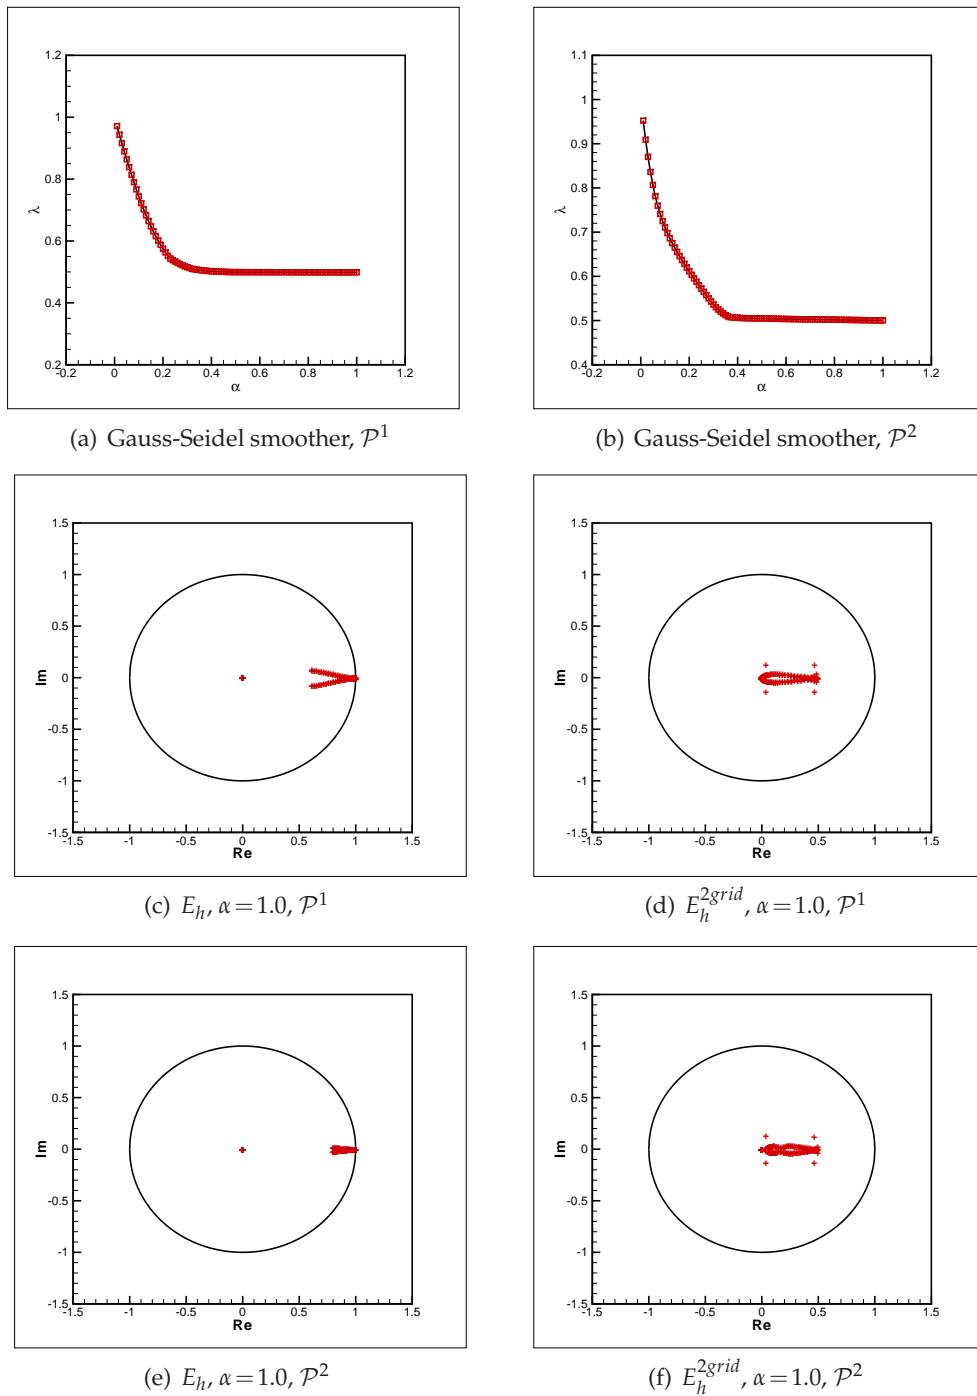 1.2
1
0.8
λ
0.6
0.4
0.2
-0.2 0 0.2 0.4 0.6 0.8 1 1.2
α
(a) Gauss-Seidel smoother, 𝒫^1
1.1
1
0.9
0.8
λ
0.7
0.6
0.5
0.4
-0.2 0 0.2 0.4 0.6 0.8 1 1.2
α
(b) Gauss-Seidel smoother, 𝒫^2
1.5
1
0.5
Im
0
-0.5
-1
-1.5
-1.5 -1 -0.5 0 0.5 1 1.5
Re
(c) E_h, α=1.0, 𝒫^1
1.5
1
0.5
Im
0
-0.5
-1
-1.5
-1.5 -1 -0.5 0 0.5 1 1.5
Re
(d) E_h^{2grid}, α=1.0, 𝒫^1
1.5
1
0.5
Im
0
-0.5
-1
-1.5
-1.5 -1 -0.5 0 0.5 1 1.5
Re
(e) E_h, α=1.0, 𝒫^2
1.5
1
0.5
Im
0
-0.5
-1
-1.5
-1.5 -1 -0.5 0 0.5 1 1.5
Re
(f) E_h^{2grid}, α=1.0, 𝒫^2